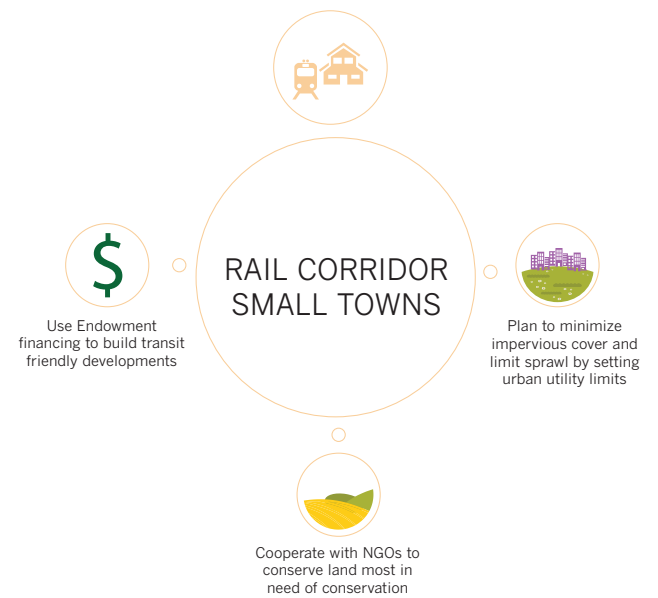 RAIL CORRIDOR
SMALL TOWNS
$
Use Endowment
financing to build transit
friendly developments
Plan to minimize
impervious cover and
limit sprawl by setting
urban utility limits
Cooperate with NGOs to
conserve land most in
need of conservation